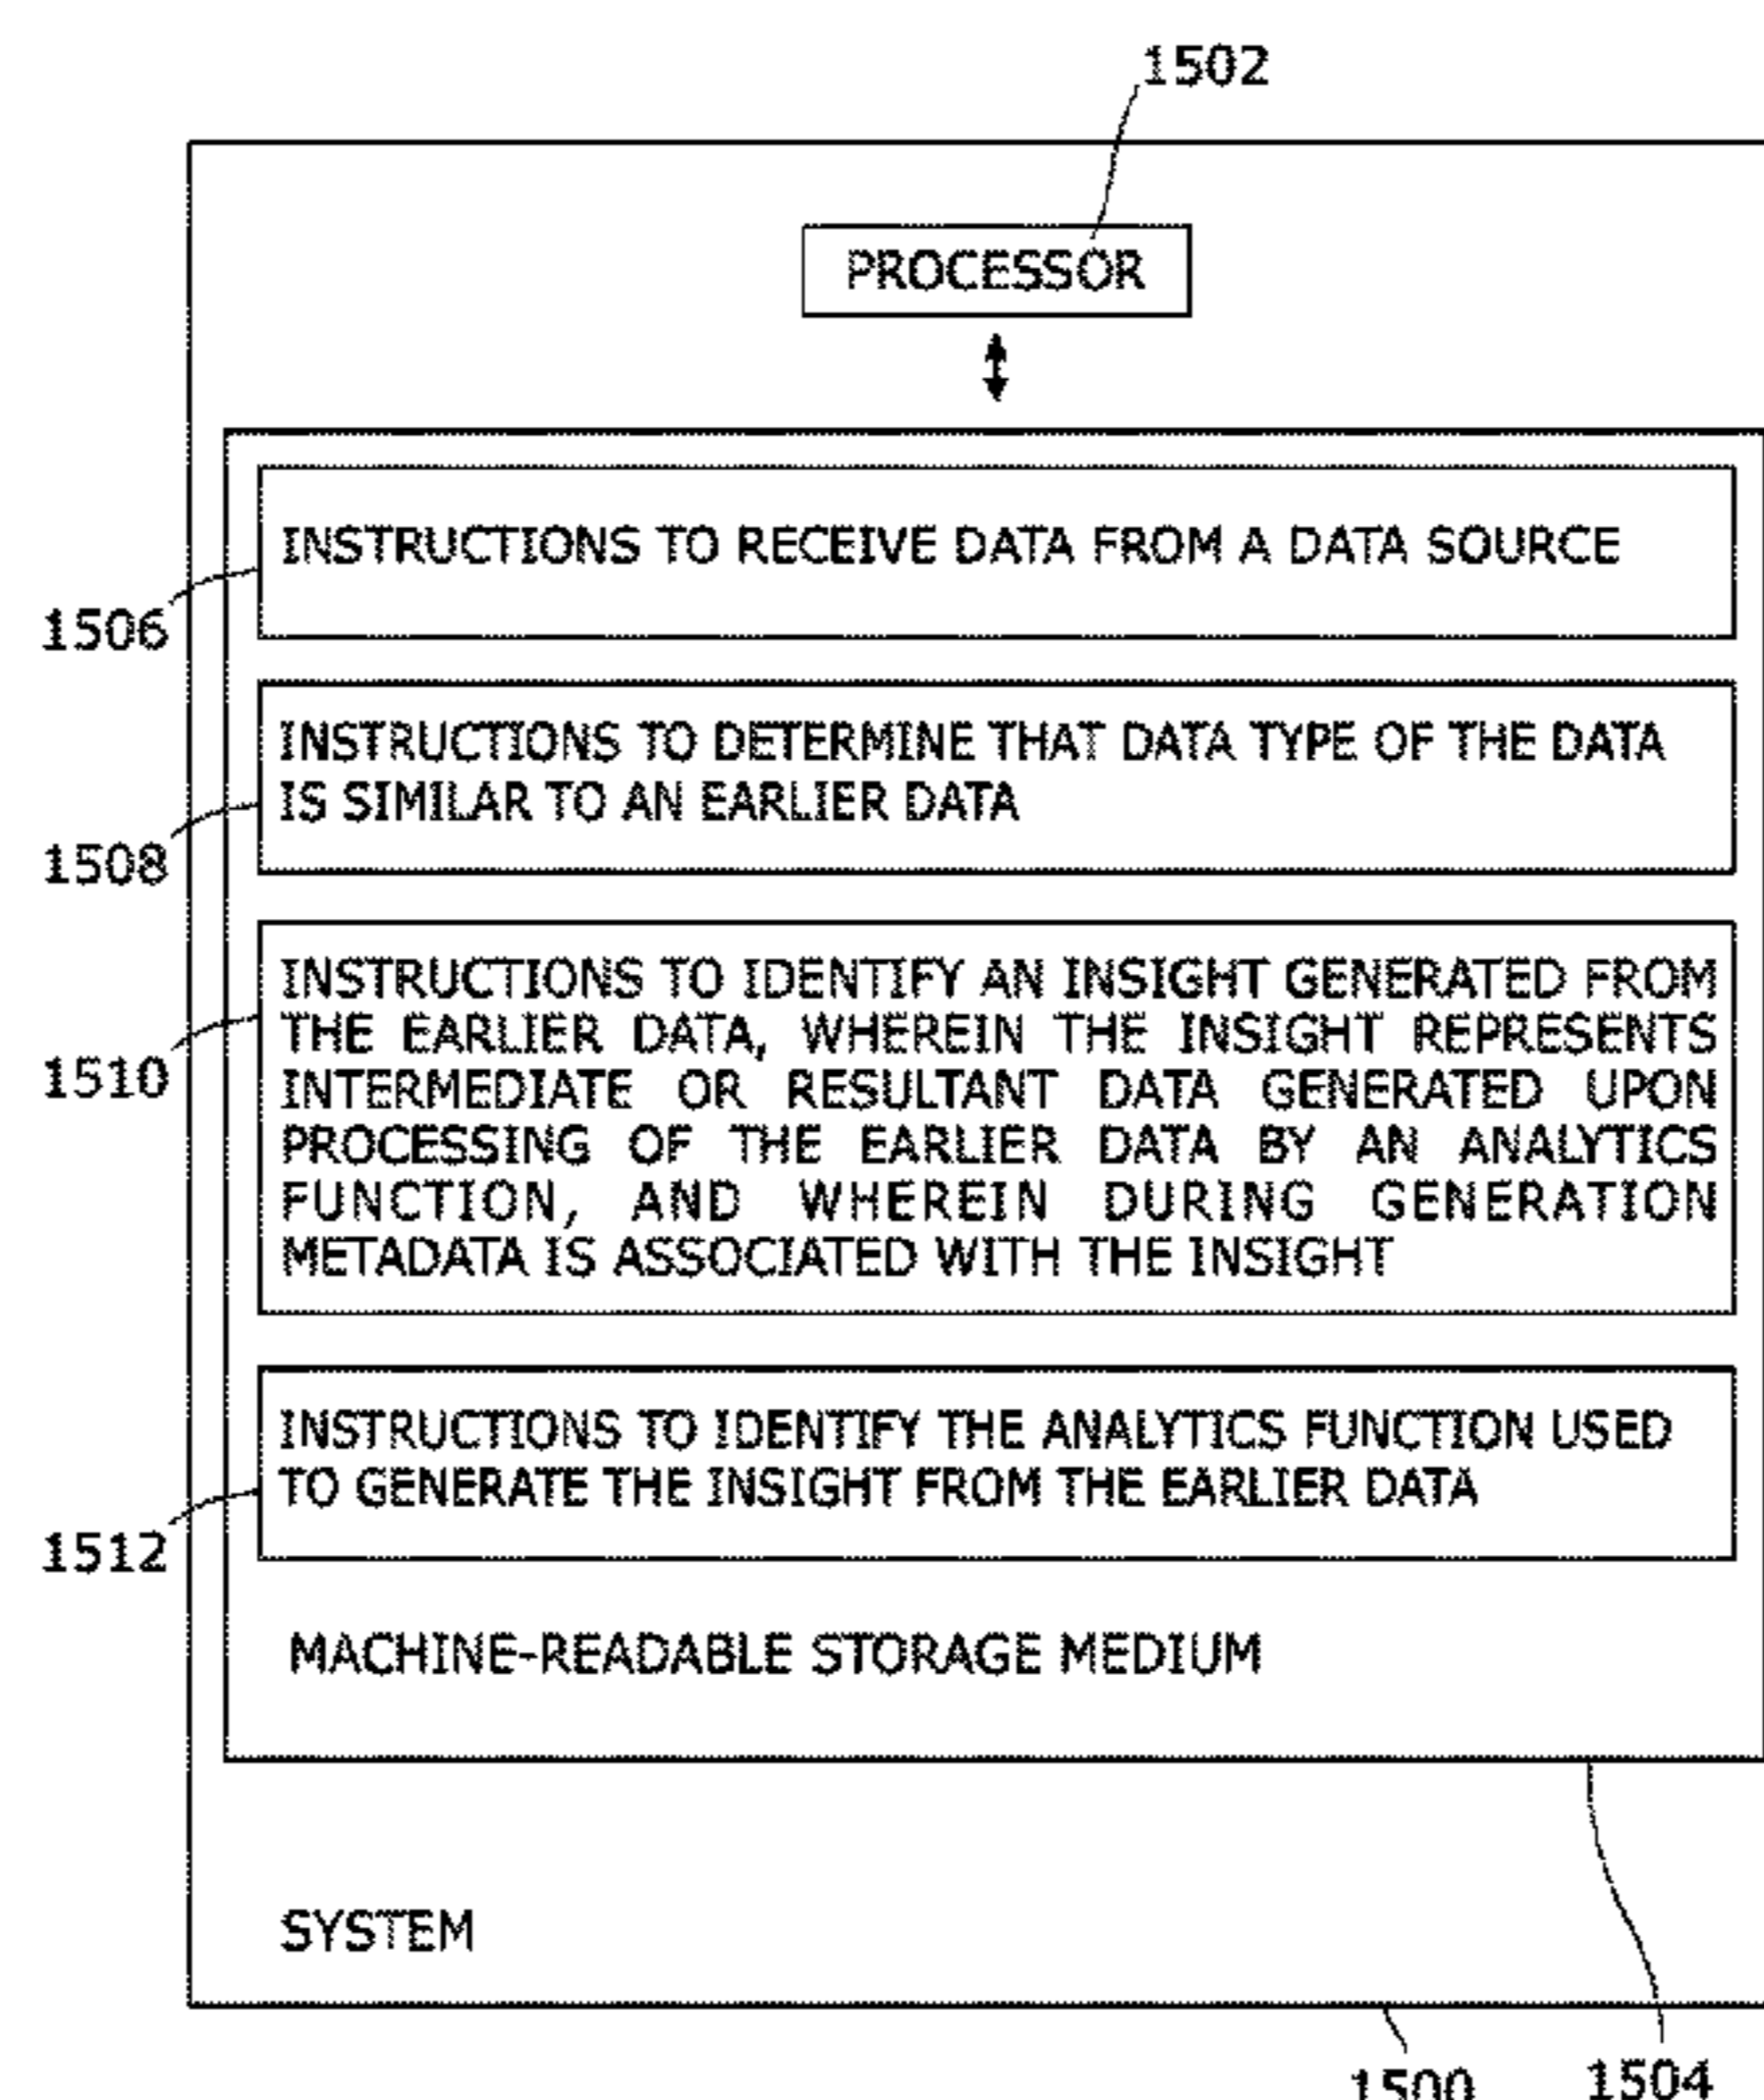 1502
PROCESSOR
INSTRUCTIONS TO RECEIVE DATA FROM A DATA SOURCE
1506
INSTRUCTIONS TO DETERMINE THAT DATA TYPE OF THE DATA
IS SIMILAR TO AN EARLIER DATA
1508
INSTRUCTIONS TO IDENTIFY AN INSIGHT GENERATED FROM
THE EARLIER DATA, WHEREIN THE INSIGHT REPRESENTS
INTERMEDIATE OR RESULTANT DATA GENERATED UPON
PROCESSING OF THE EARLIER DATA BY AN ANALYTICS
FUNCTION, AND WHEREIN DURING GENERATION
METADATA IS ASSOCIATED WITH THE INSIGHT
1510
INSTRUCTIONS TO IDENTIFY THE ANALYTICS FUNCTION USED
TO GENERATE THE INSIGHT FROM THE EARLIER DATA
1512
MACHINE-READABLE STORAGE MEDIUM
SYSTEM
1500
1504